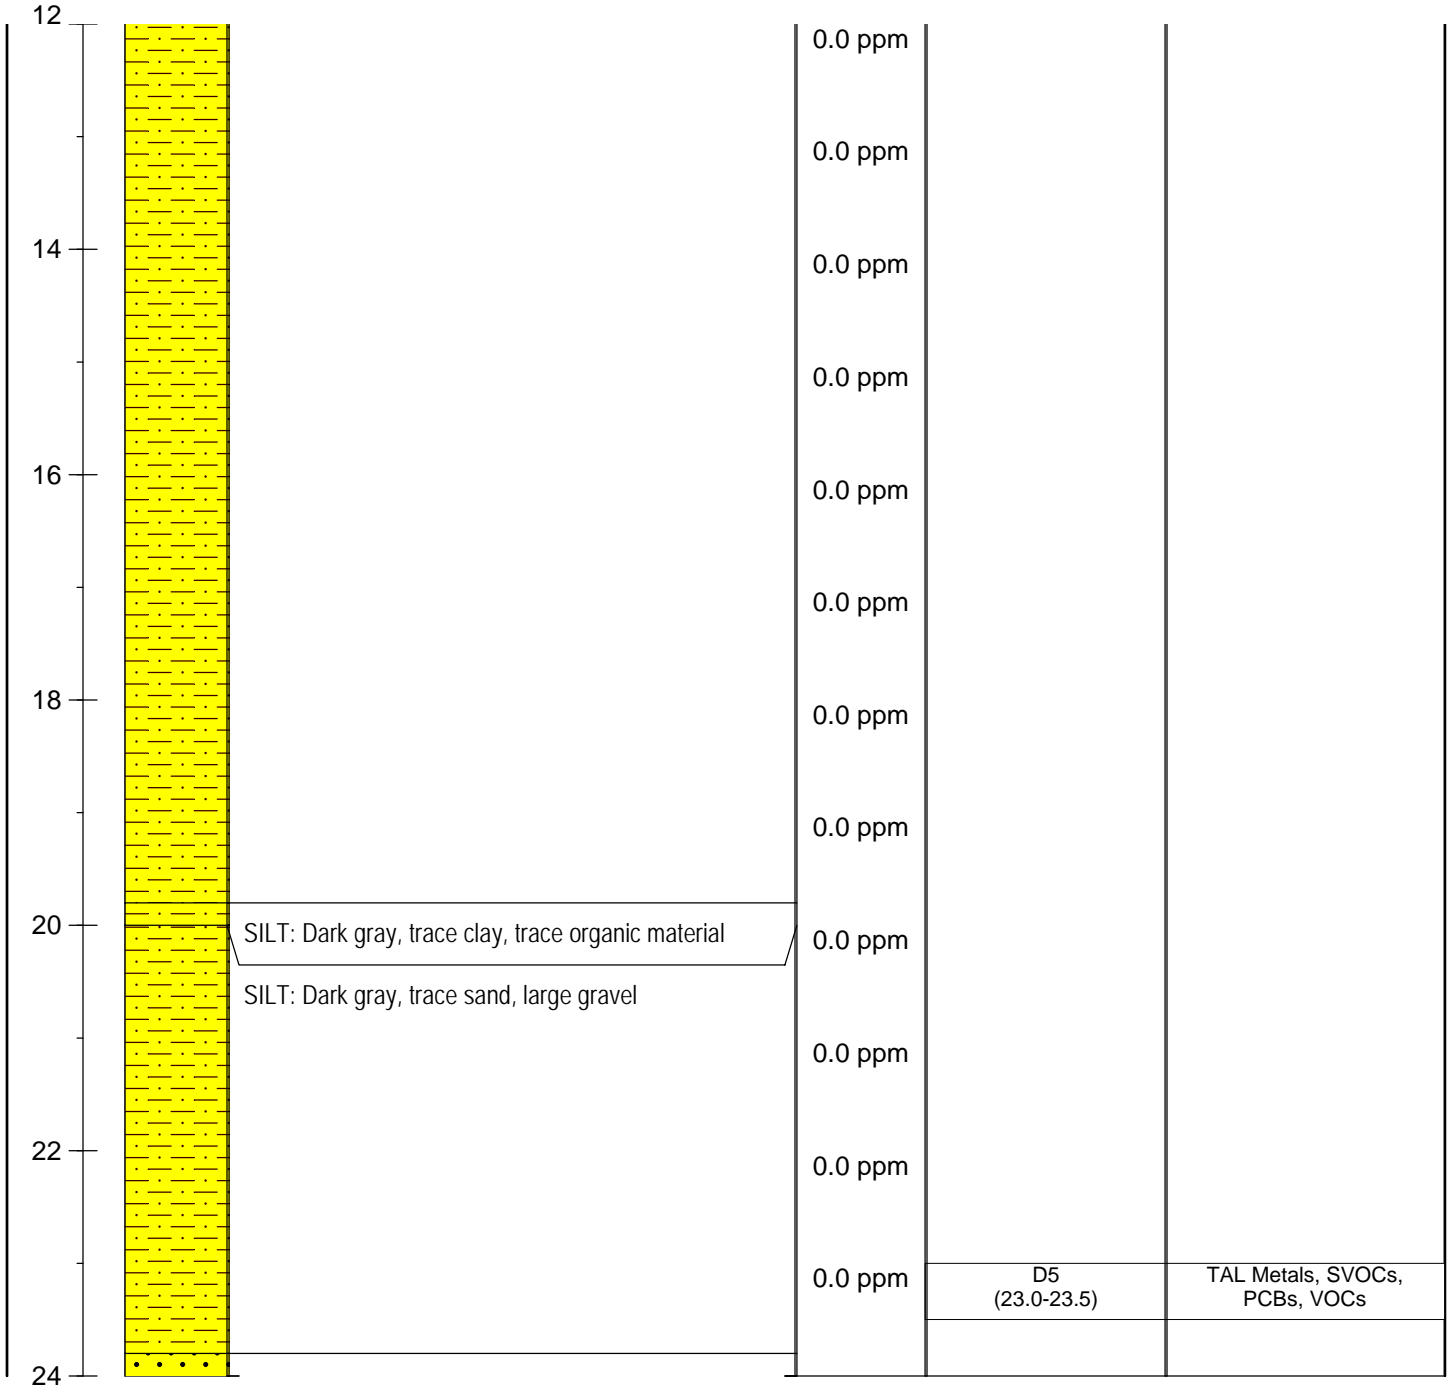 12
0.0 ppm
0.0 ppm
14
0.0 ppm
0.0 ppm
16
0.0 ppm
0.0 ppm
18
0.0 ppm
0.0 ppm
20
SILT: Dark gray, trace clay, trace organic material
0.0 ppm
SILT: Dark gray, trace sand, large gravel
0.0 ppm
22
0.0 ppm
0.0 ppm
D5
(23.0-23.5)
TAL Metals, SVOCs,
PCBs, VOCs
24